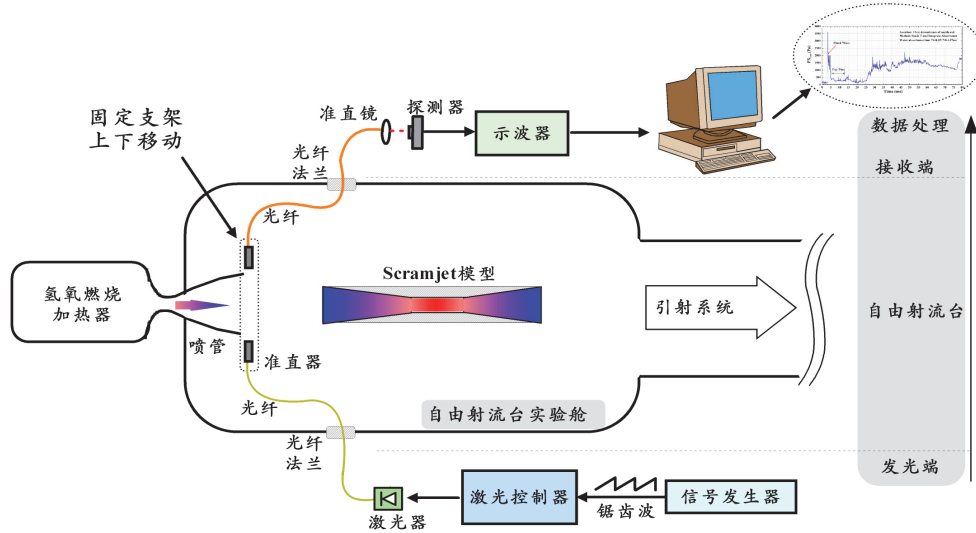 准直镜
探测器
示波器
数据处理
接收端
固定支架
上下移动
光纤
法兰
光纤
Scramjet模型
氢氧燃烧
加热器
引射系统
自由射流台
喷管
准直器
光纤
自由射流台实验舱
光纤
法兰
发光端
激光器
激光控制器
锯齿波
信号发生器
Time (ms)